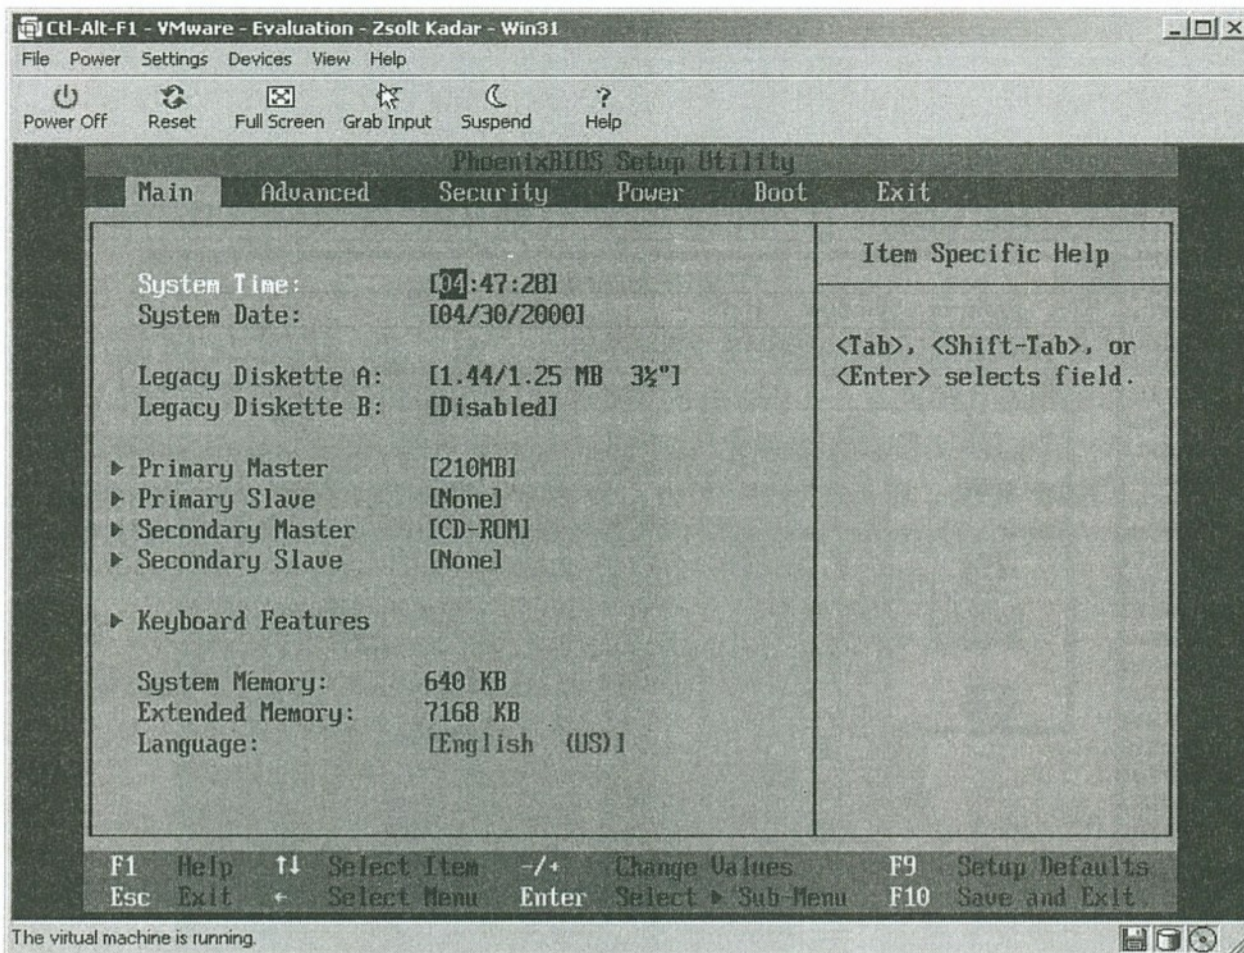 Ctl-Alt-F1 - VMware - Evaluation - Zsolt Kadar - Win31
File Power Settings Devices View Help
Power Off Reset Full Screen Grab Input Suspend Help
PhoenixBIOS Setup Utility
Main Advanced Security Power Boot Exit
Item Specific Help
System Time: [04:47:28]
System Date: [04/30/2000]
<Tab>, <Shift-Tab>, or
<Enter> selects field.
Legacy Diskette A: [1.44/1.25 MB 3½"]
Legacy Diskette B: [Disabled]
Primary Master [210MB]
Primary Slave [None]
Secondary Master [CD-ROM]
Secondary Slave [None]
Keyboard Features
System Memory: 640 KB
Extended Memory: 7168 KB
Language: [English (US)]
F1 Help ↑↓ Select Item -/+ Change Values F9 Setup Defaults
Esc Exit ← Select Menu Enter Select ▶ Sub-Menu F10 Save and Exit
The virtual machine is running.